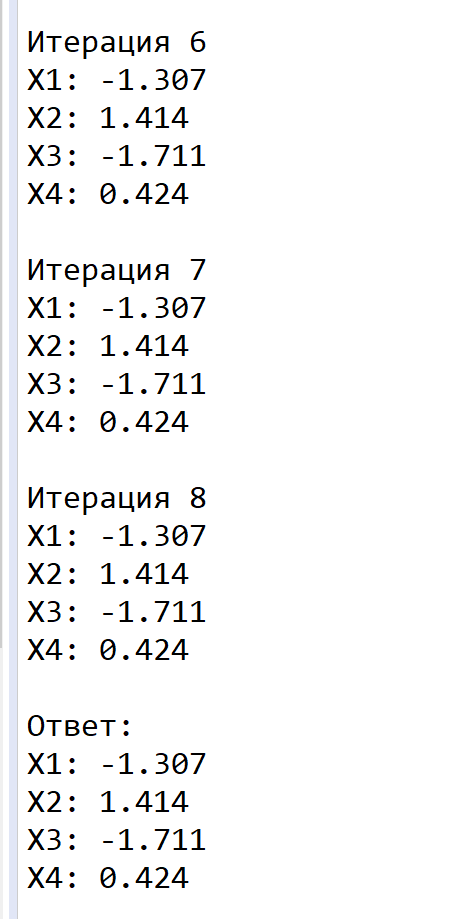 Итерация 6
X1: -1.307
X2: 1.414
X3: -1.711
X4: 0.424
Итерация 7
X1: -1.307
X2: 1.414
X3: -1.711
X4: 0.424
Итерация 8
X1: -1.307
X2: 1.414
X3: -1.711
X4: 0.424
Ответ:
X1: -1.307
X2: 1.414
X3: -1.711
X4: 0.424